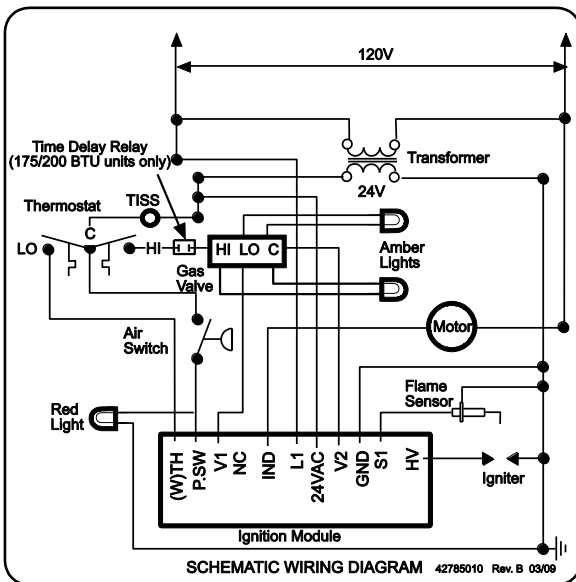 120V
Time Delay Relay
(175/200 BTU units only)
Transformer
24V
Thermostat
TISS
C
LO
HI
HI LO C
Gas
Valve
Amber
Lights
Air
Switch
Motor
Red
Light
Flame
Sensor
(W)TH
P.SW
V1
NC
IND
L1
24VAC
V2
GND
S1
HV
Igniter
Ignition Module
SCHEMATIC WIRING DIAGRAM 42785010 Rev. B 03/09